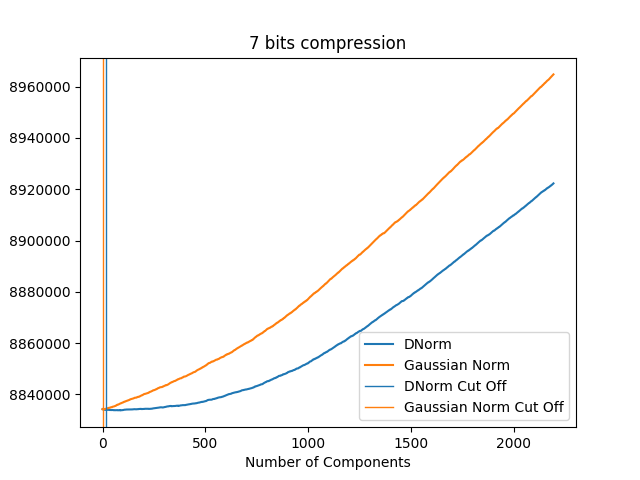 7 bits compression
8960000
8940000
8920000
8900000
8880000
8860000
8840000
0 500 1000 1500 2000
Number of Components
DNorm
Gaussian Norm
DNorm Cut Off
Gaussian Norm Cut Off